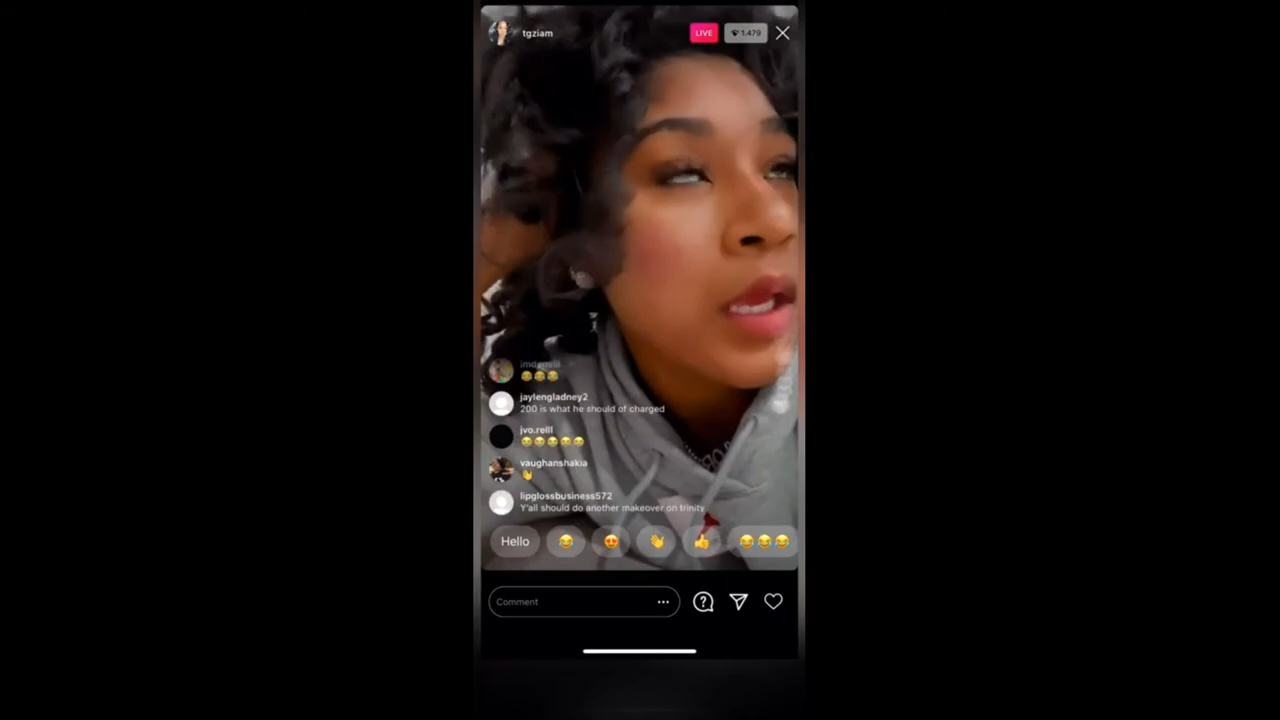 tgziam
LIVE
1.479
jaylengladney2
200 is what he should of charged
jvo.relll
vaughanshakia
lipglossbusiness572
Y'all should do another makeover on trinity
Hello
Comment